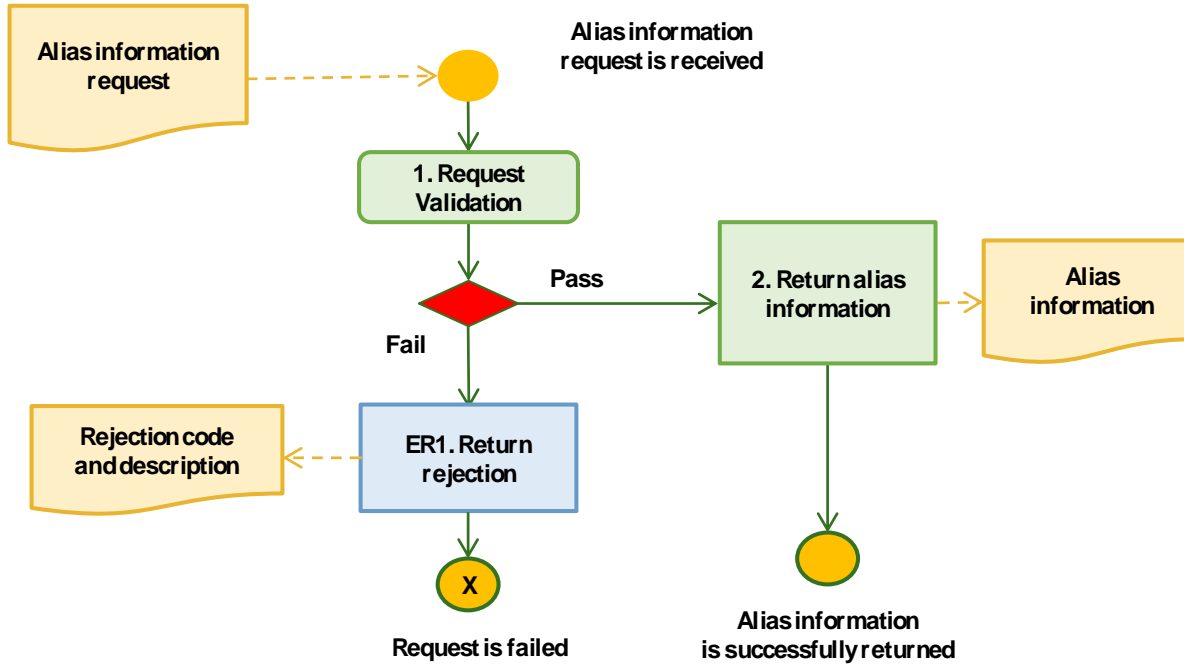 Alias information
request
Alias information
request is received
1. Request
Validation
Pass
2. Return alias
information
Alias
information
Fail
Rejection code
and description
ER1. Return
rejection
X
Request is failed
Alias information
is successfully returned